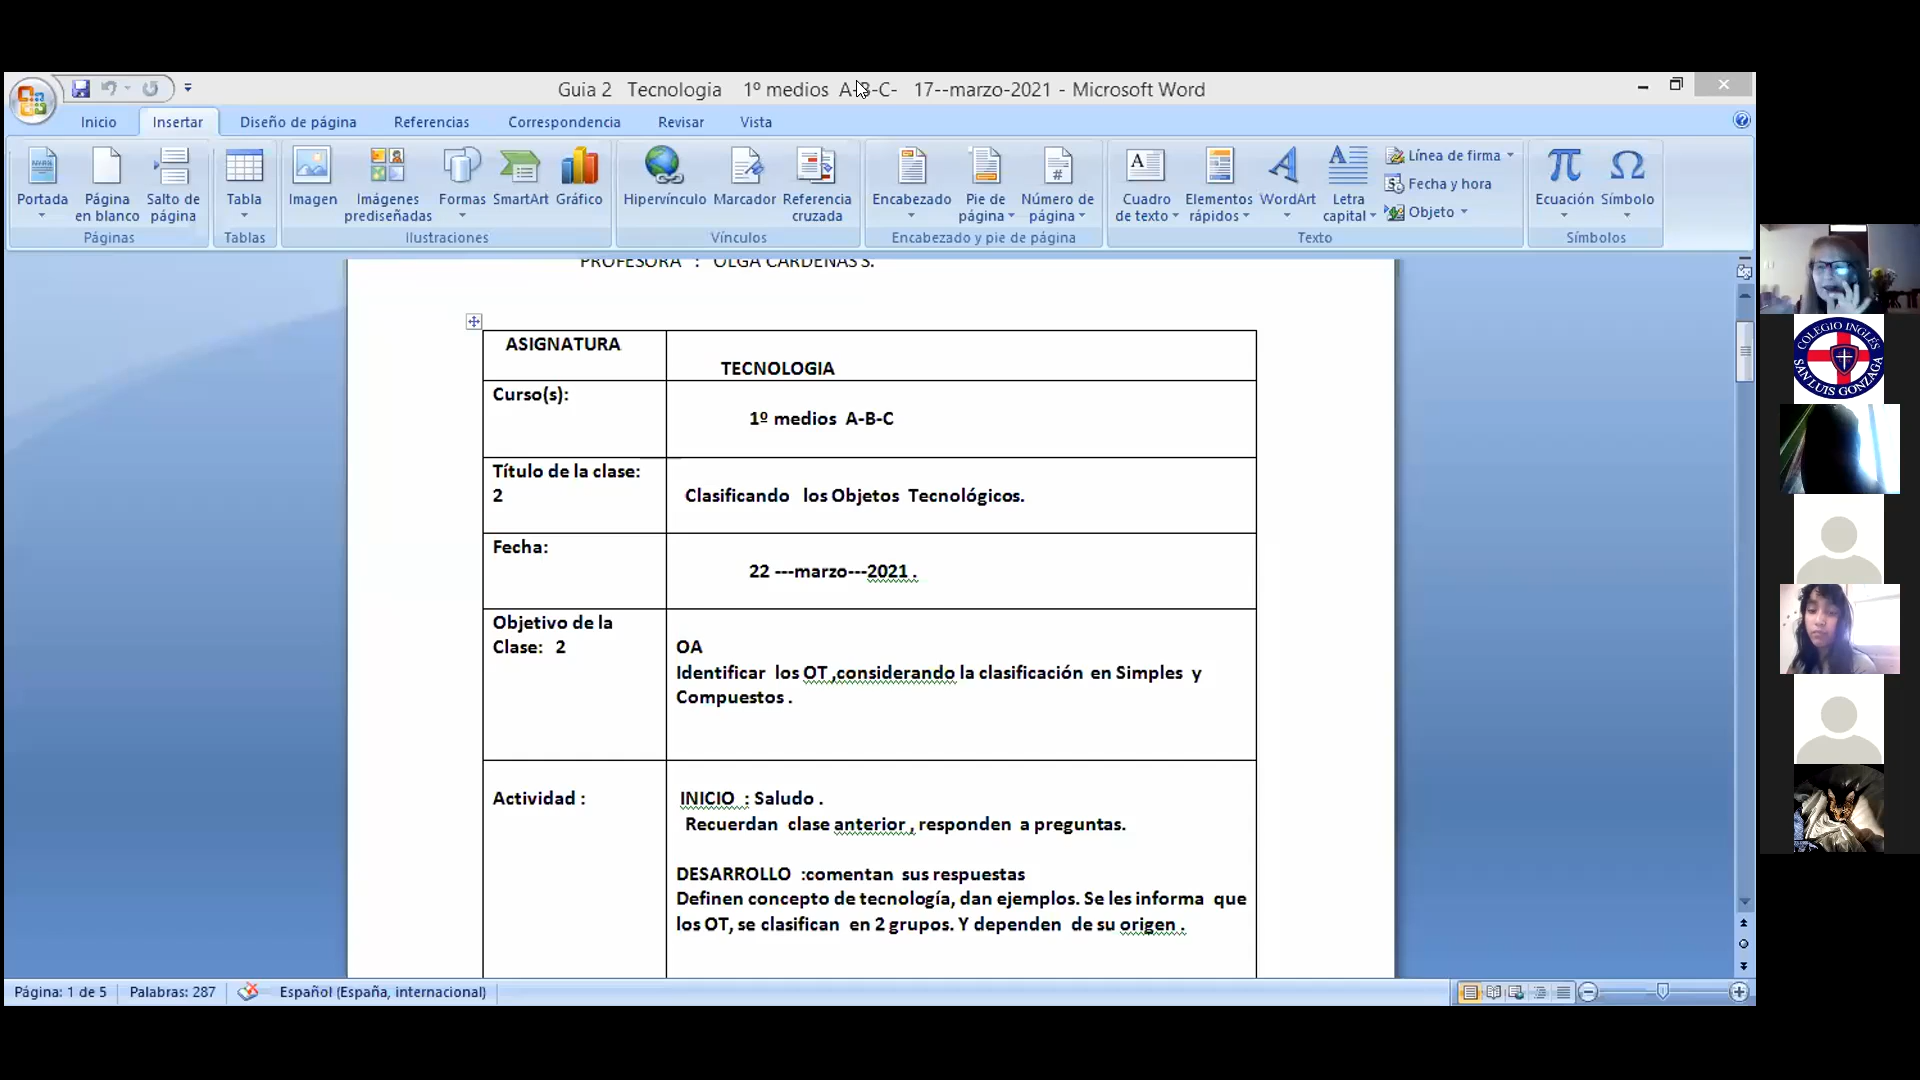 Guia 2 Tecnologia 1º medios A-B-C- 17--marzo-2021 - Microsoft Word
Inicio Insertar Diseño de página Referencias Correspondencia Revisar Vista
Portada
Página en blanco
Salto de página
Páginas
Tabla
Tablas
Imagen
Imágenes prediseñadas
Formas
SmartArt
Gráfico
Ilustraciones
Hipervínculo
Marcador
Referencia cruzada
Vínculos
Encabezado
Pie de página
Número de página
Encabezado y pie de página
Cuadro de texto
Elementos rápidos
WordArt
Letra capital
Línea de firma
Fecha y hora
Objeto
Texto
Ecuación
Símbolo
Símbolos
PROFESORA : OLGA CARDENAS S.
ASIGNATURA
TECNOLOGIA
Curso(s):
1º medios A-B-C
Título de la clase:
2
Clasificando los Objetos Tecnológicos.
Fecha:
22 ---marzo---2021 .
Objetivo de la
Clase: 2
OA
Identificar los OT ,considerando la clasificación en Simples y
Compuestos .
Actividad :
INICIO : Saludo .
Recuerdan clase anterior , responden a preguntas.
DESARROLLO :comentan sus respuestas
Definen concepto de tecnología, dan ejemplos. Se les informa que
los OT, se clasifican en 2 grupos. Y dependen de su origen .
Página: 1 de 5 Palabras: 287 Español (España, internacional)
COLEGIO INGLÉS
SAN LUIS GONZAGA